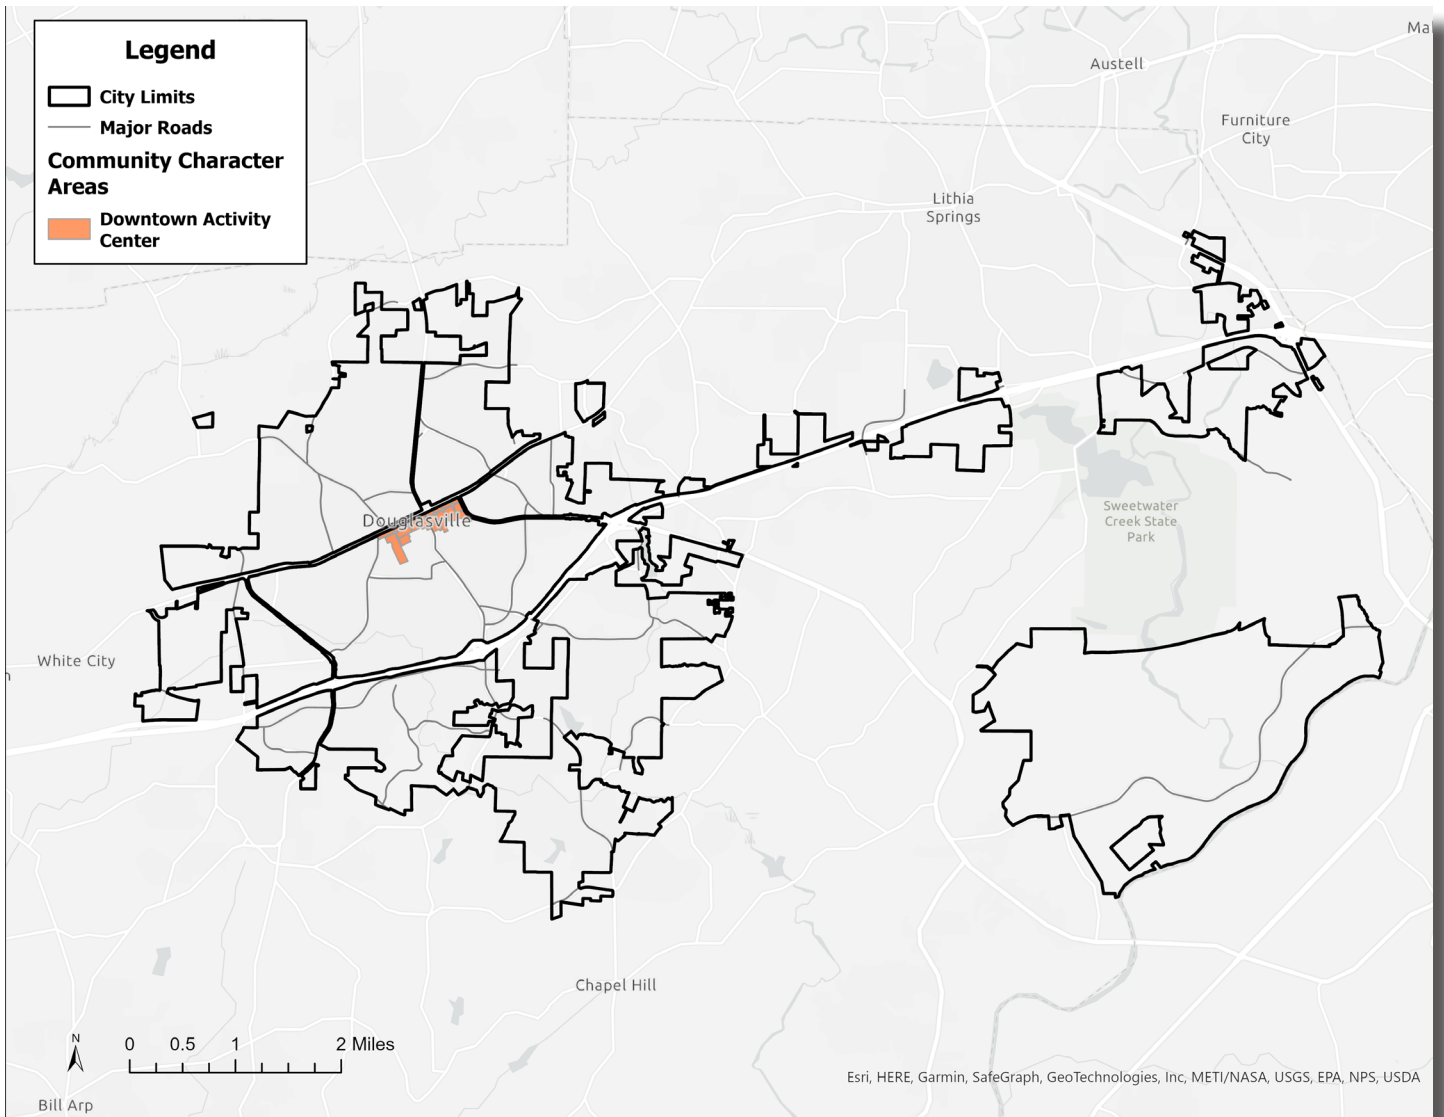 Legend
City Limits
Major Roads
Community Character
Areas
Downtown Activity
Center
Ma
Austell
Furniture
City
Lithia
Springs
Douglasville
Sweetwater
Creek State
Park
White City
Chapel Hill
N
0 0.5 1 2 Miles
Esri, HERE, Garmin, SafeGraph, GeoTechnologies, Inc, METI/NASA, USGS, EPA, NPS, USDA
Bill Arp